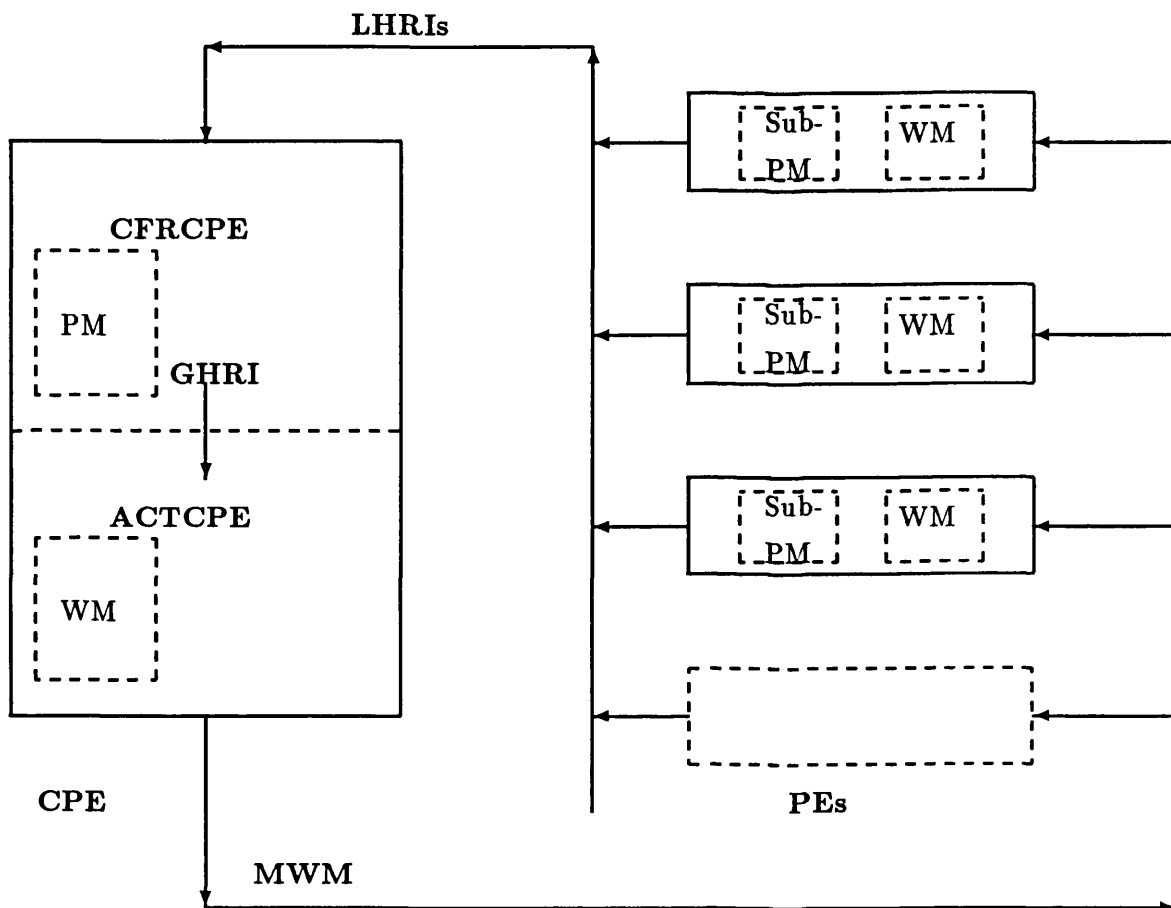 LHRIs
CFRCPE
PM
GHRI
ACTCPE
WM
CPE
MWM
Sub-
PM
WM
Sub-
PM
WM
Sub-
PM
WM
PEs